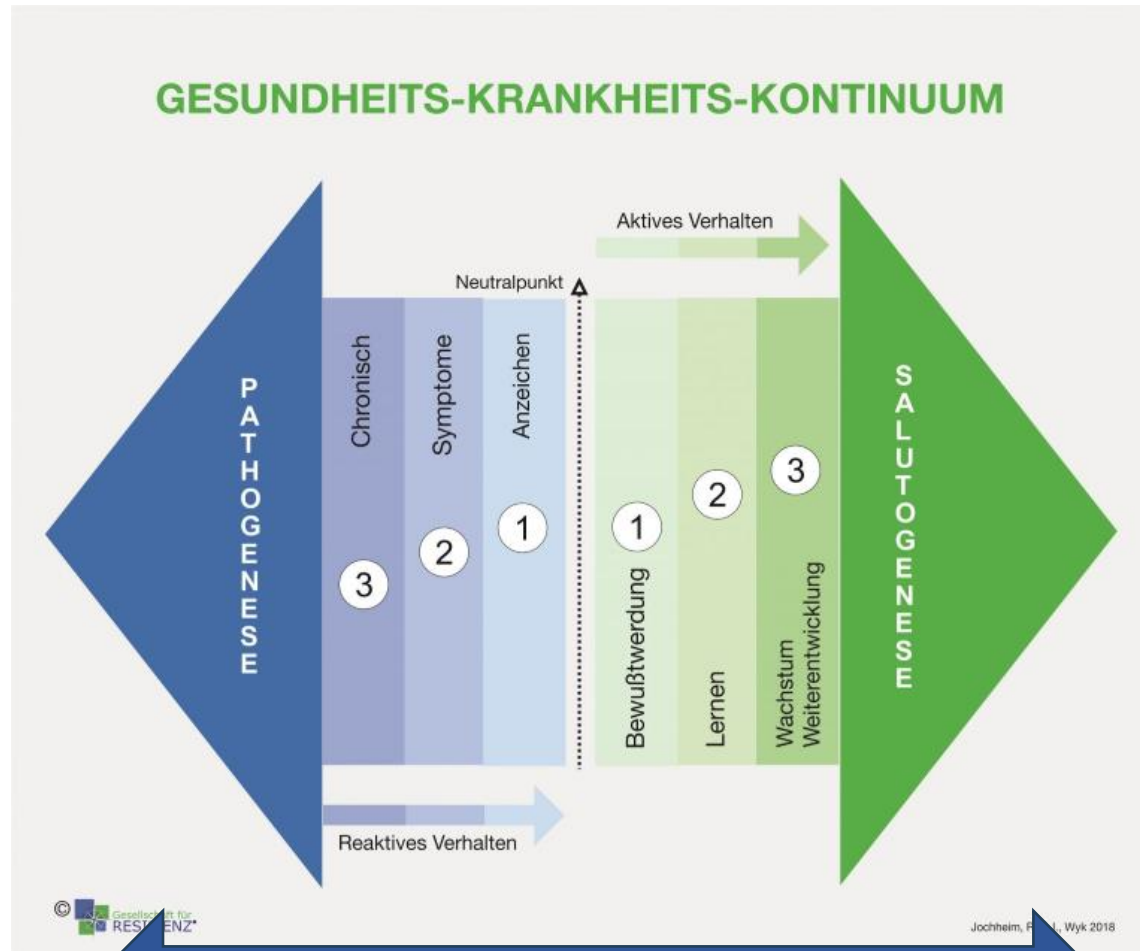 GESUNDHEITS-KRANKHEITS-KONTINUUM
Aktives Verhalten
Neutralpunkt
PATHOGENESE
Chronisch
Symptome
Anzeichen
3
2
1
1
2
3
Bewußtwerdung
Lernen
Wachstum
Weiterentwicklung
SALUTOGENESE
Reaktives Verhalten
©
Gesellschaft für
Jochheim, Wyk 2018